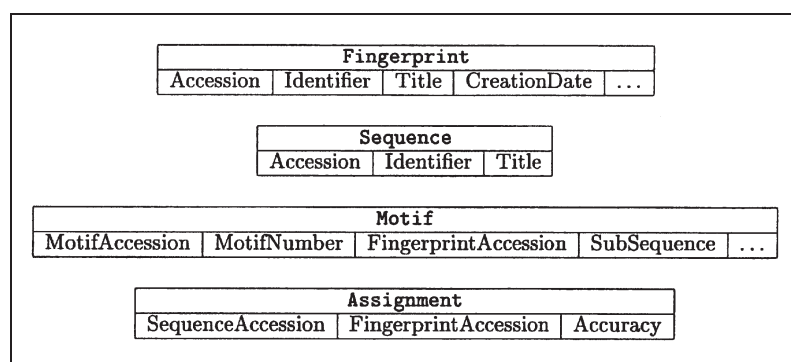 Fingerprint
Accession Identifier Title CreationDate ...
Sequence
Accession Identifier Title
Motif
MotifAccession MotifNumber FingerprintAccession SubSequence ...
Assignment
SequenceAccession FingerprintAccession Accuracy